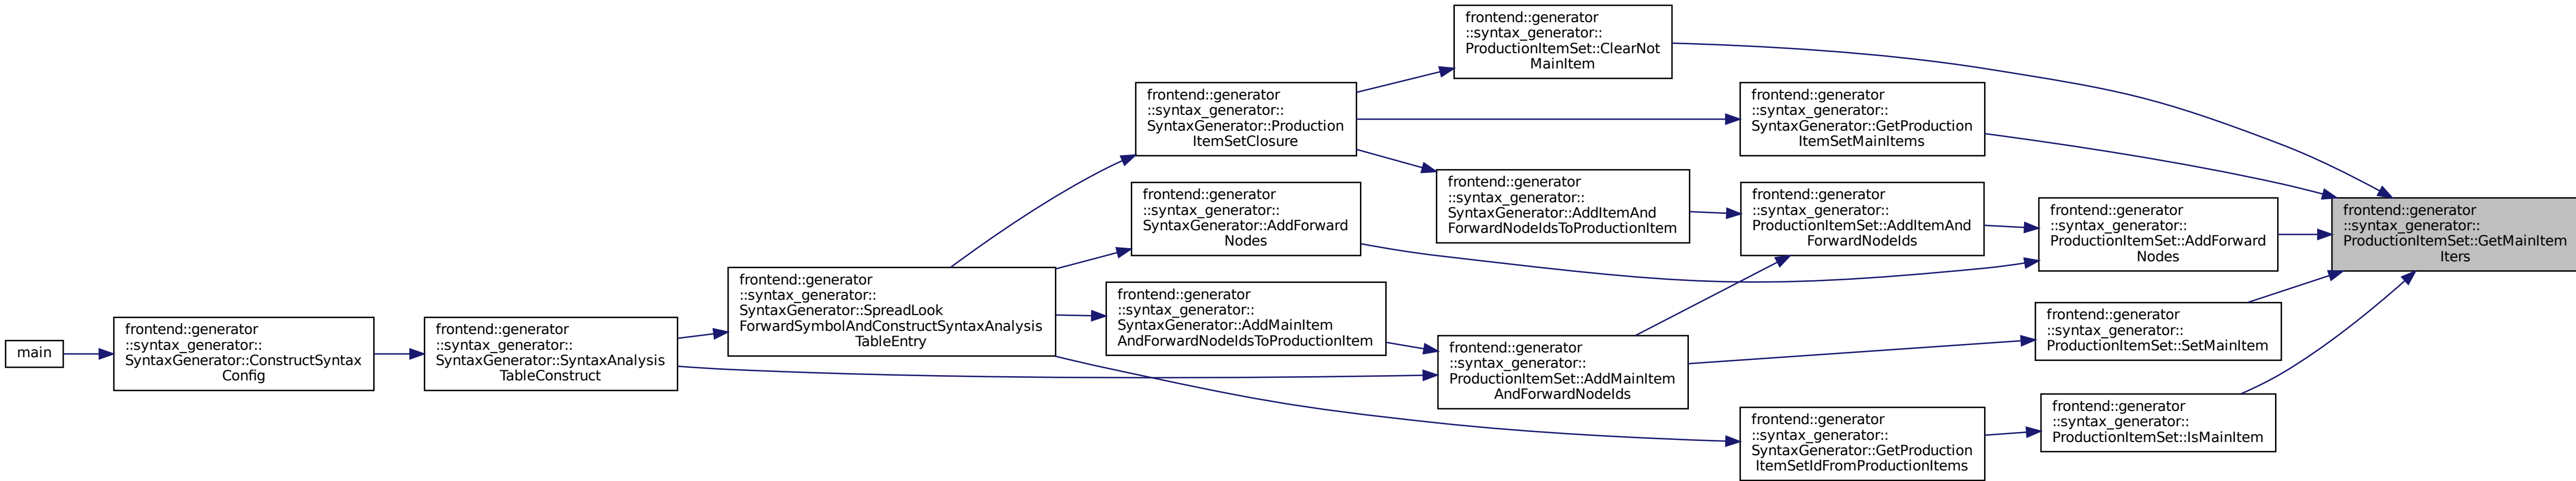 main
frontend::generator
::syntax_generator::
SyntaxGenerator::ConstructSyntax
Config
frontend::generator
::syntax_generator::
SyntaxGenerator::SyntaxAnalysis
TableConstruct
frontend::generator
::syntax_generator::
SyntaxGenerator::SpreadLook
ForwardSymbolAndConstructSyntaxAnalysis
TableEntry
frontend::generator
::syntax_generator::
SyntaxGenerator::Production
ItemSetClosure
frontend::generator
::syntax_generator::
SyntaxGenerator::AddForward
Nodes
frontend::generator
::syntax_generator::
SyntaxGenerator::AddMainItem
AndForwardNodeIdsToProductionItem
frontend::generator
::syntax_generator::
ProductionItemSet::ClearNot
MainItem
frontend::generator
::syntax_generator::
SyntaxGenerator::AddItemAnd
ForwardNodeIdsToProductionItem
frontend::generator
::syntax_generator::
ProductionItemSet::AddMainItem
AndForwardNodeIds
frontend::generator
::syntax_generator::
SyntaxGenerator::GetProduction
ItemSetMainItems
frontend::generator
::syntax_generator::
ProductionItemSet::AddItemAnd
ForwardNodeIds
frontend::generator
::syntax_generator::
SyntaxGenerator::GetProduction
ItemSetIdFromProductionItems
frontend::generator
::syntax_generator::
ProductionItemSet::AddForward
Nodes
frontend::generator
::syntax_generator::
ProductionItemSet::SetMainItem
frontend::generator
::syntax_generator::
ProductionItemSet::IsMainItem
frontend::generator
::syntax_generator::
ProductionItemSet::GetMainItem
Iters